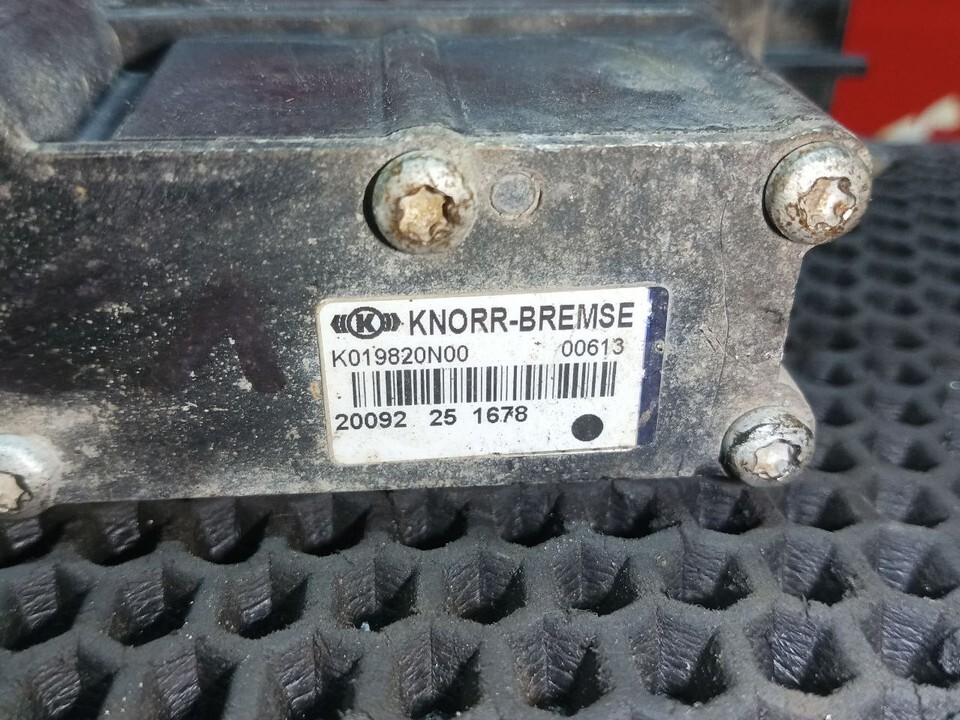 K KNORR-BREMSE
K019820N00 00613
20092 25 1678